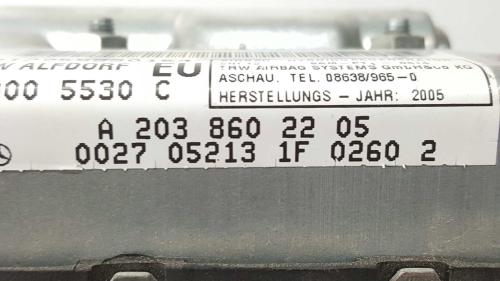 W ALFDORF EU
TRW AIRBAG SYSTEMS GmbH&Co KG
ASCHAU. TEL. 08638/965-0
HERSTELLUNGS - JAHR: 2005
00 5530 C
A 203 860 22 05
0027 05213 1F 0260 2